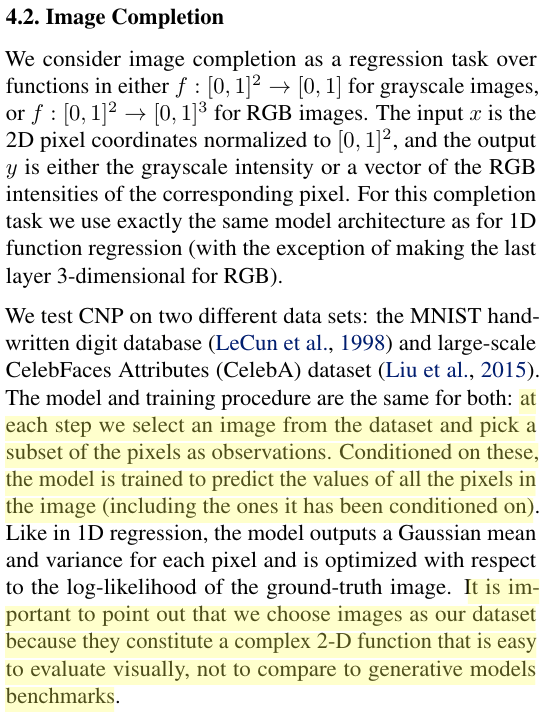 4.2. Image Completion
We consider image completion as a regression task over
functions in either f : [0, 1]² → [0, 1] for grayscale images,
or f : [0, 1]² → [0, 1]³ for RGB images. The input x is the
2D pixel coordinates normalized to [0, 1]², and the output
y is either the grayscale intensity or a vector of the RGB
intensities of the corresponding pixel. For this completion
task we use exactly the same model architecture as for 1D
function regression (with the exception of making the last
layer 3-dimensional for RGB).
We test CNP on two different data sets: the MNIST hand-
written digit database (LeCun et al., 1998) and large-scale
CelebFaces Attributes (CelebA) dataset (Liu et al., 2015).
The model and training procedure are the same for both: at
each step we select an image from the dataset and pick a
subset of the pixels as observations. Conditioned on these,
the model is trained to predict the values of all the pixels in
the image (including the ones it has been conditioned on).
Like in 1D regression, the model outputs a Gaussian mean
and variance for each pixel and is optimized with respect
to the log-likelihood of the ground-truth image. It is im-
portant to point out that we choose images as our dataset
because they constitute a complex 2-D function that is easy
to evaluate visually, not to compare to generative models
benchmarks.